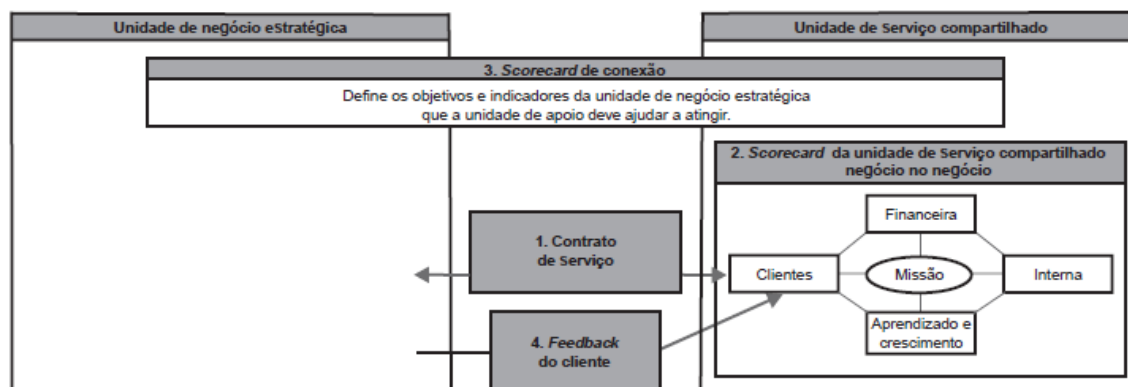 Unidade de negócio estratégica
Unidade de serviço compartilhado
3. Scorecard de conexão
Define os objetivos e indicadores da unidade de negócio estratégica
que a unidade de apoio deve ajudar a atingir.
2. Scorecard da unidade de serviço compartilhado
negócio no negócio
Financeira
1. Contrato
de serviço
Clientes
Missão
Interna
Aprendizado e
crescimento
4. Feedback
do cliente